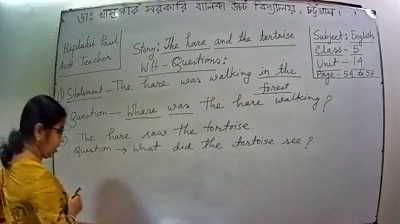 ডাঃ খাস্তগীর সরকারি বালিকা উচ্চ বিদ্যালয়, চট্টগ্রাম।
Biplabi Paul
Asst Teacher
Story: The hare and the tortoise
WH - Questions:
Subject: English
Class - 5
Unit - 14
Page - 54 to 57
① Statement - The hare was walking in the forest.
Question - Where was the hare walking?
The hare saw the tortoise.
Question → What did the tortoise see?